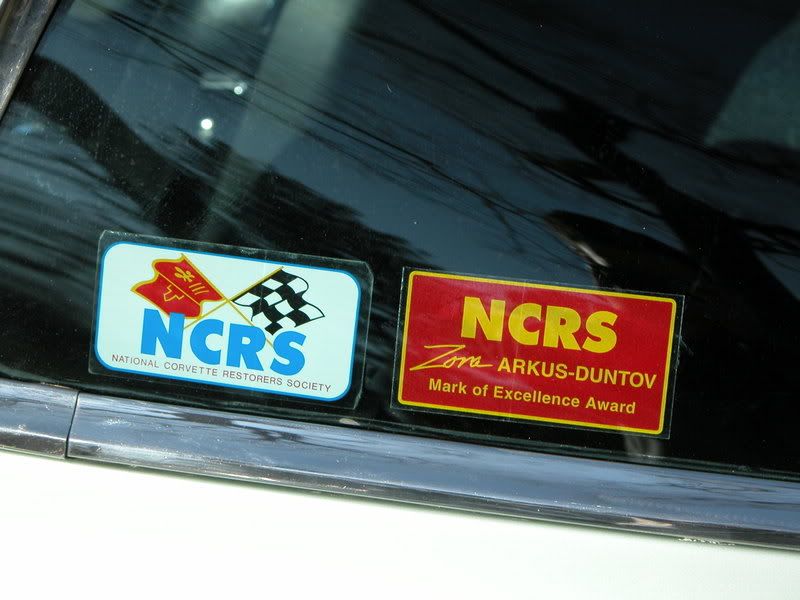 NCRS
NATIONAL CORVETTE RESTORERS SOCIETY
NCRS
Zora ARKUS-DUNTOV
Mark of Excellence Award